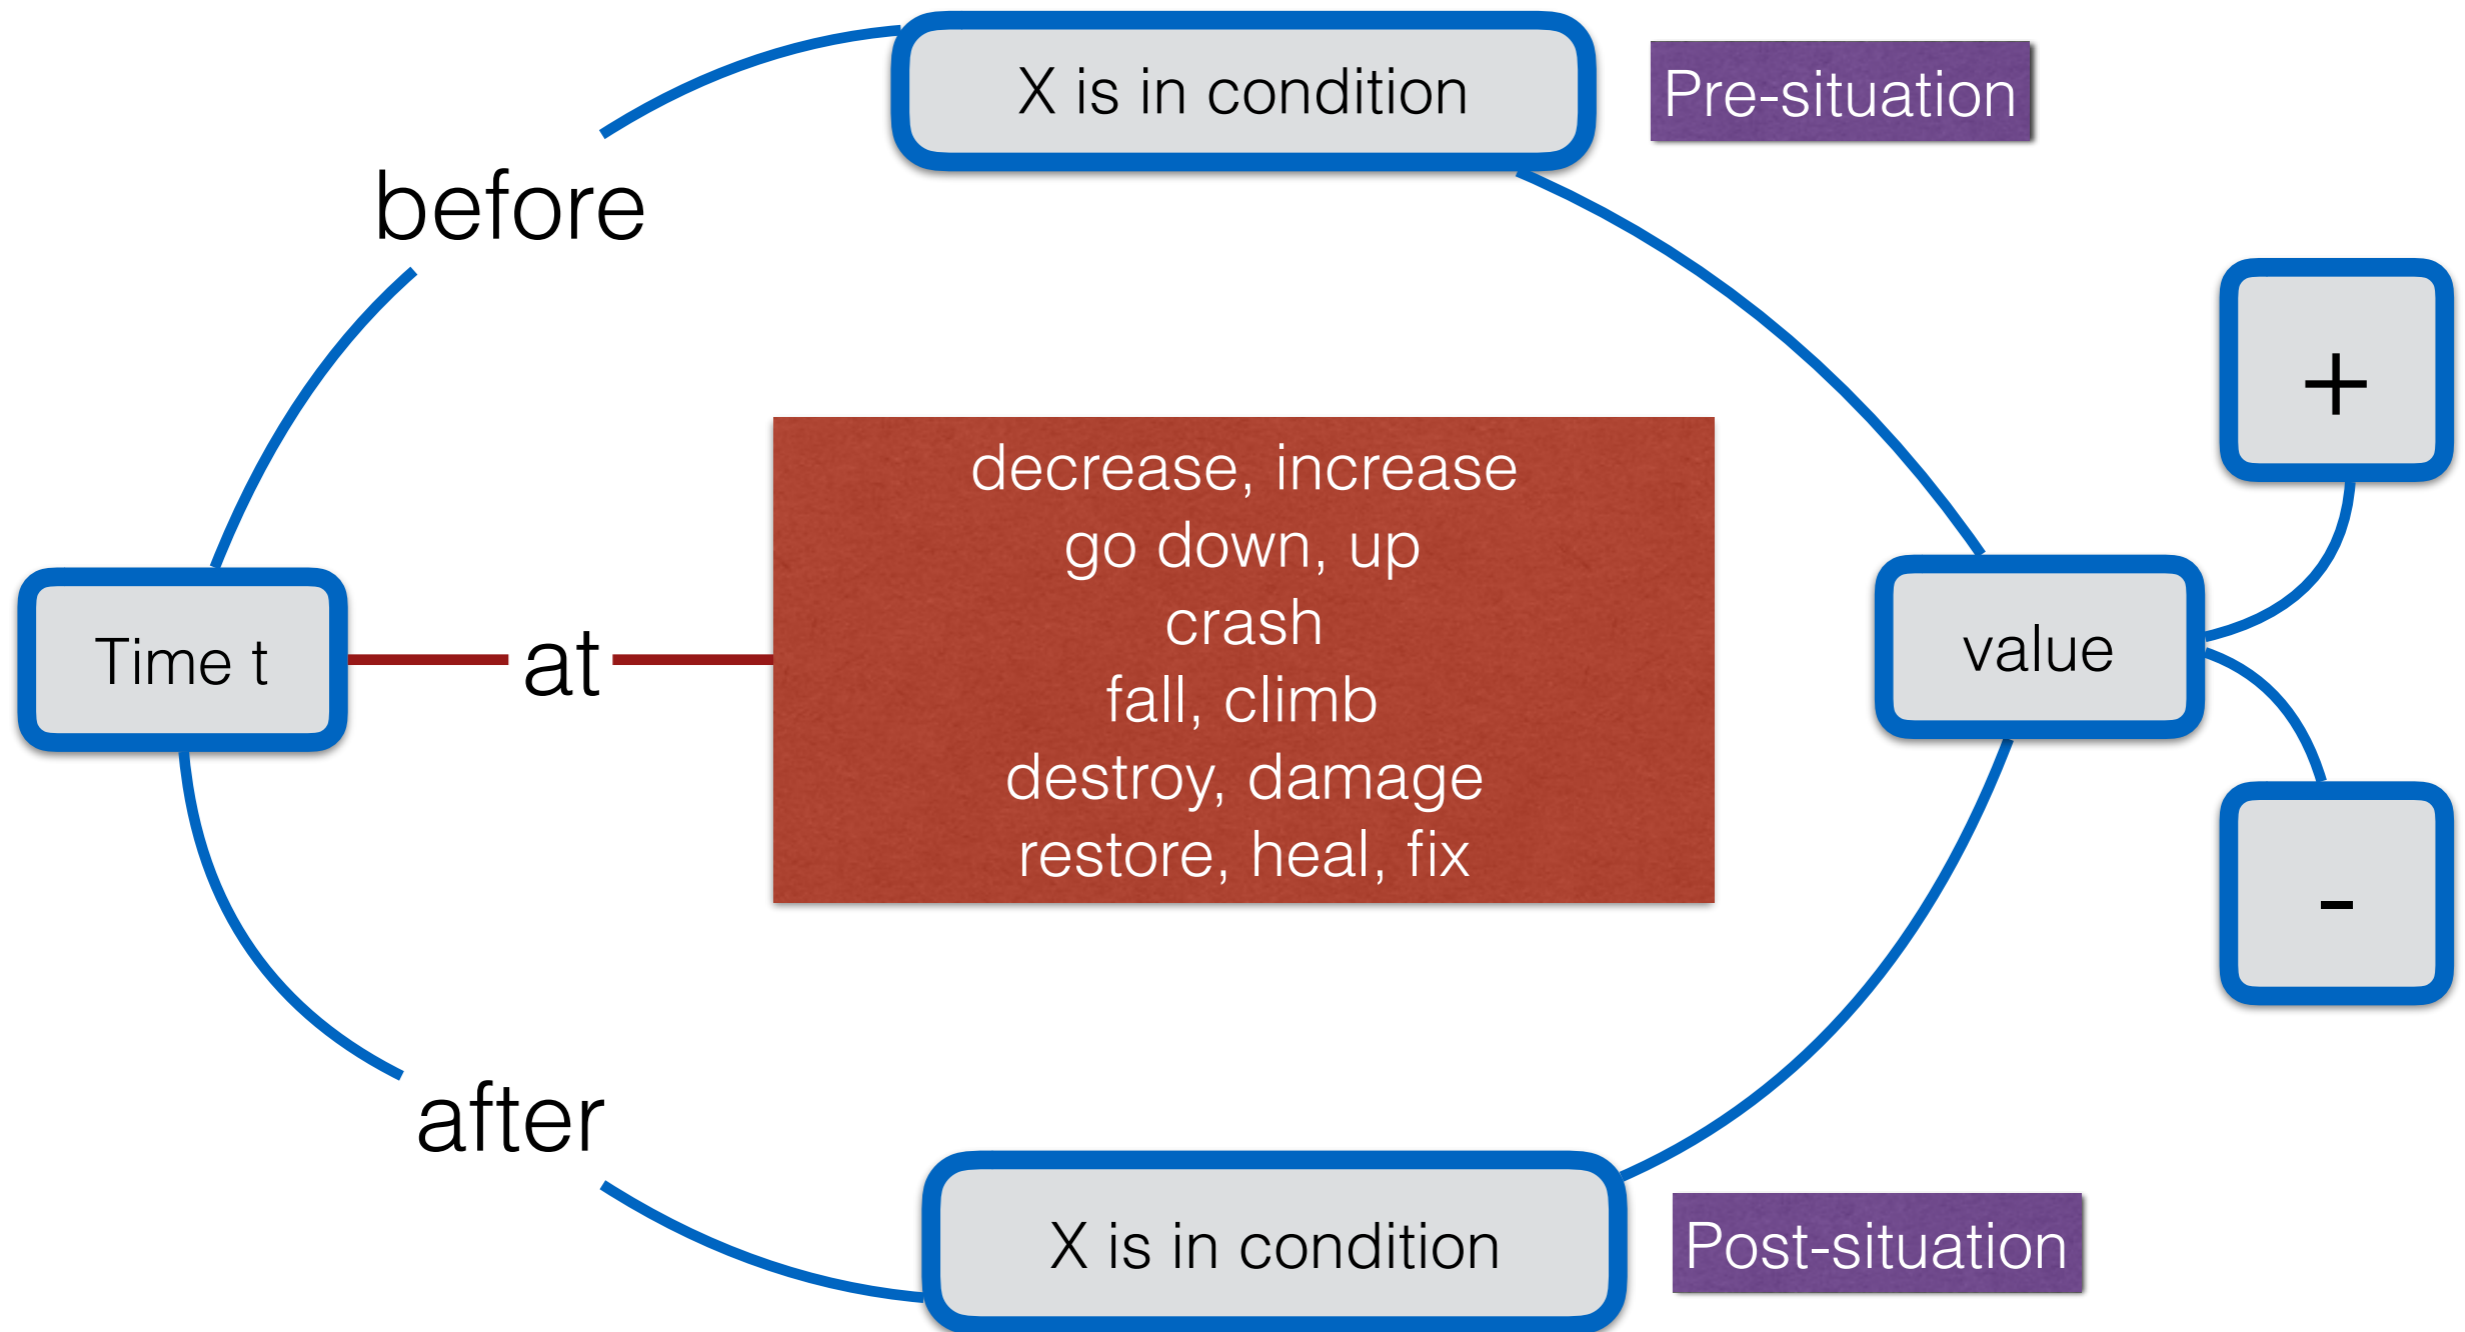 X is in condition
Pre-situation
before
+
decrease, increase
go down, up
crash
fall, climb
destroy, damage
restore, heal, fix
Time t
at
value
-
after
X is in condition
Post-situation